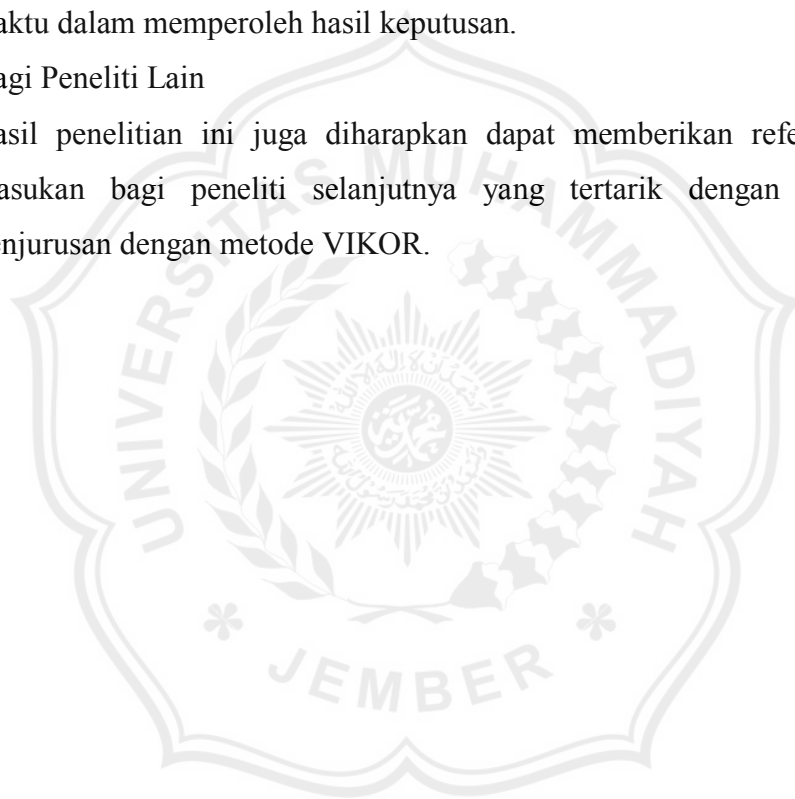 aktu dalam memperoleh hasil keputusan.
agi Peneliti Lain
asil penelitian ini juga diharapkan dapat memberikan refe
asukan bagi peneliti selanjutnya yang tertarik dengan
enjurusan dengan metode VIKOR.
UNIVERSITAS MUHAMMADIYAH
JEMBER